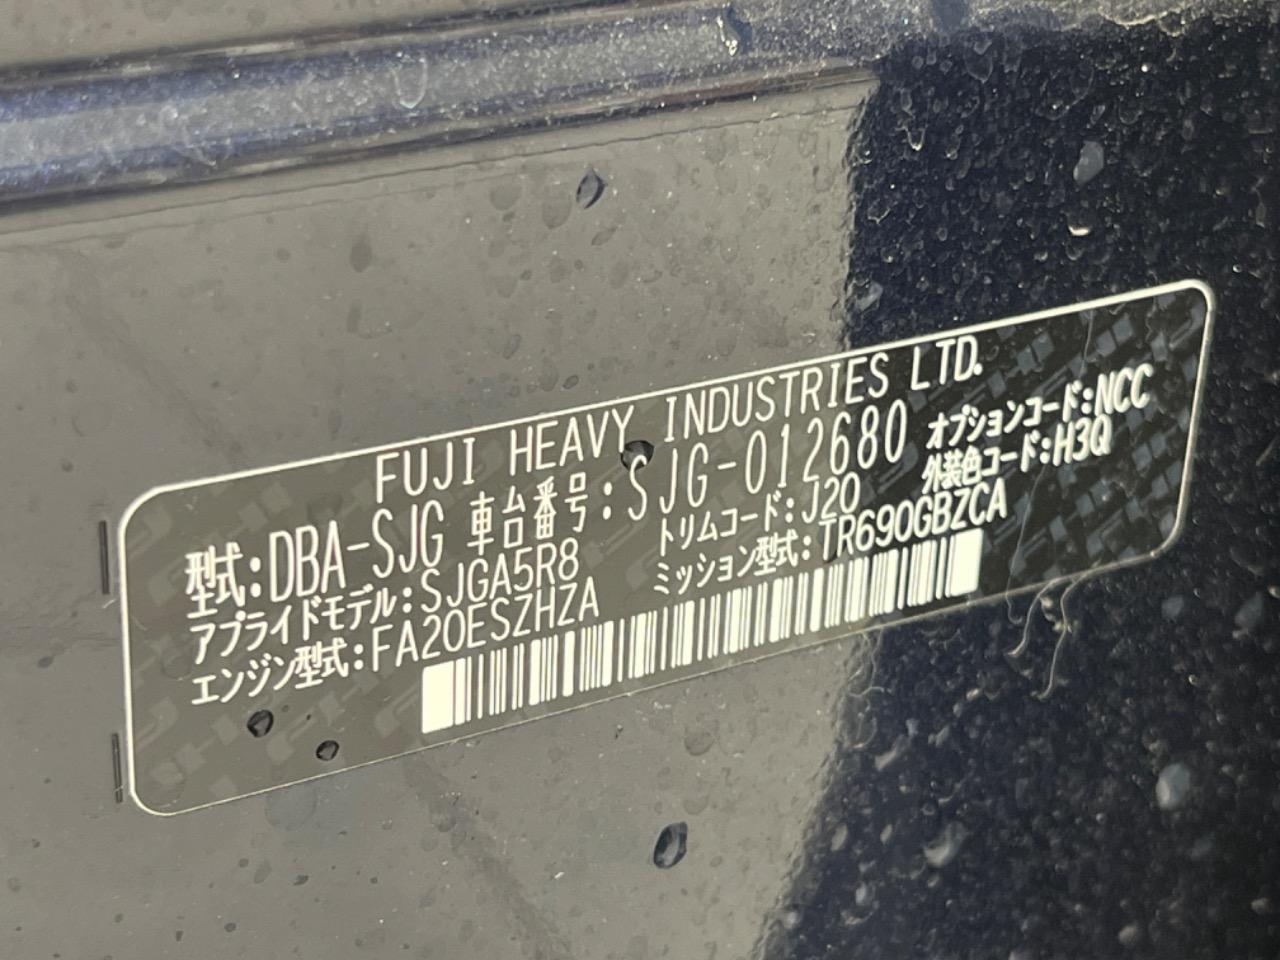 FUJI HEAVY INDUSTRIES LTD.
型式:DBA-SJG 車台番号:SJG-012680 オプションコード:NCC
アプライドモデル:SJGA5R8 トリムコード:J20 外装色コード:H3Q
エンジン型式:FA20ESZHZA ミッション型式:TR690GBZCA